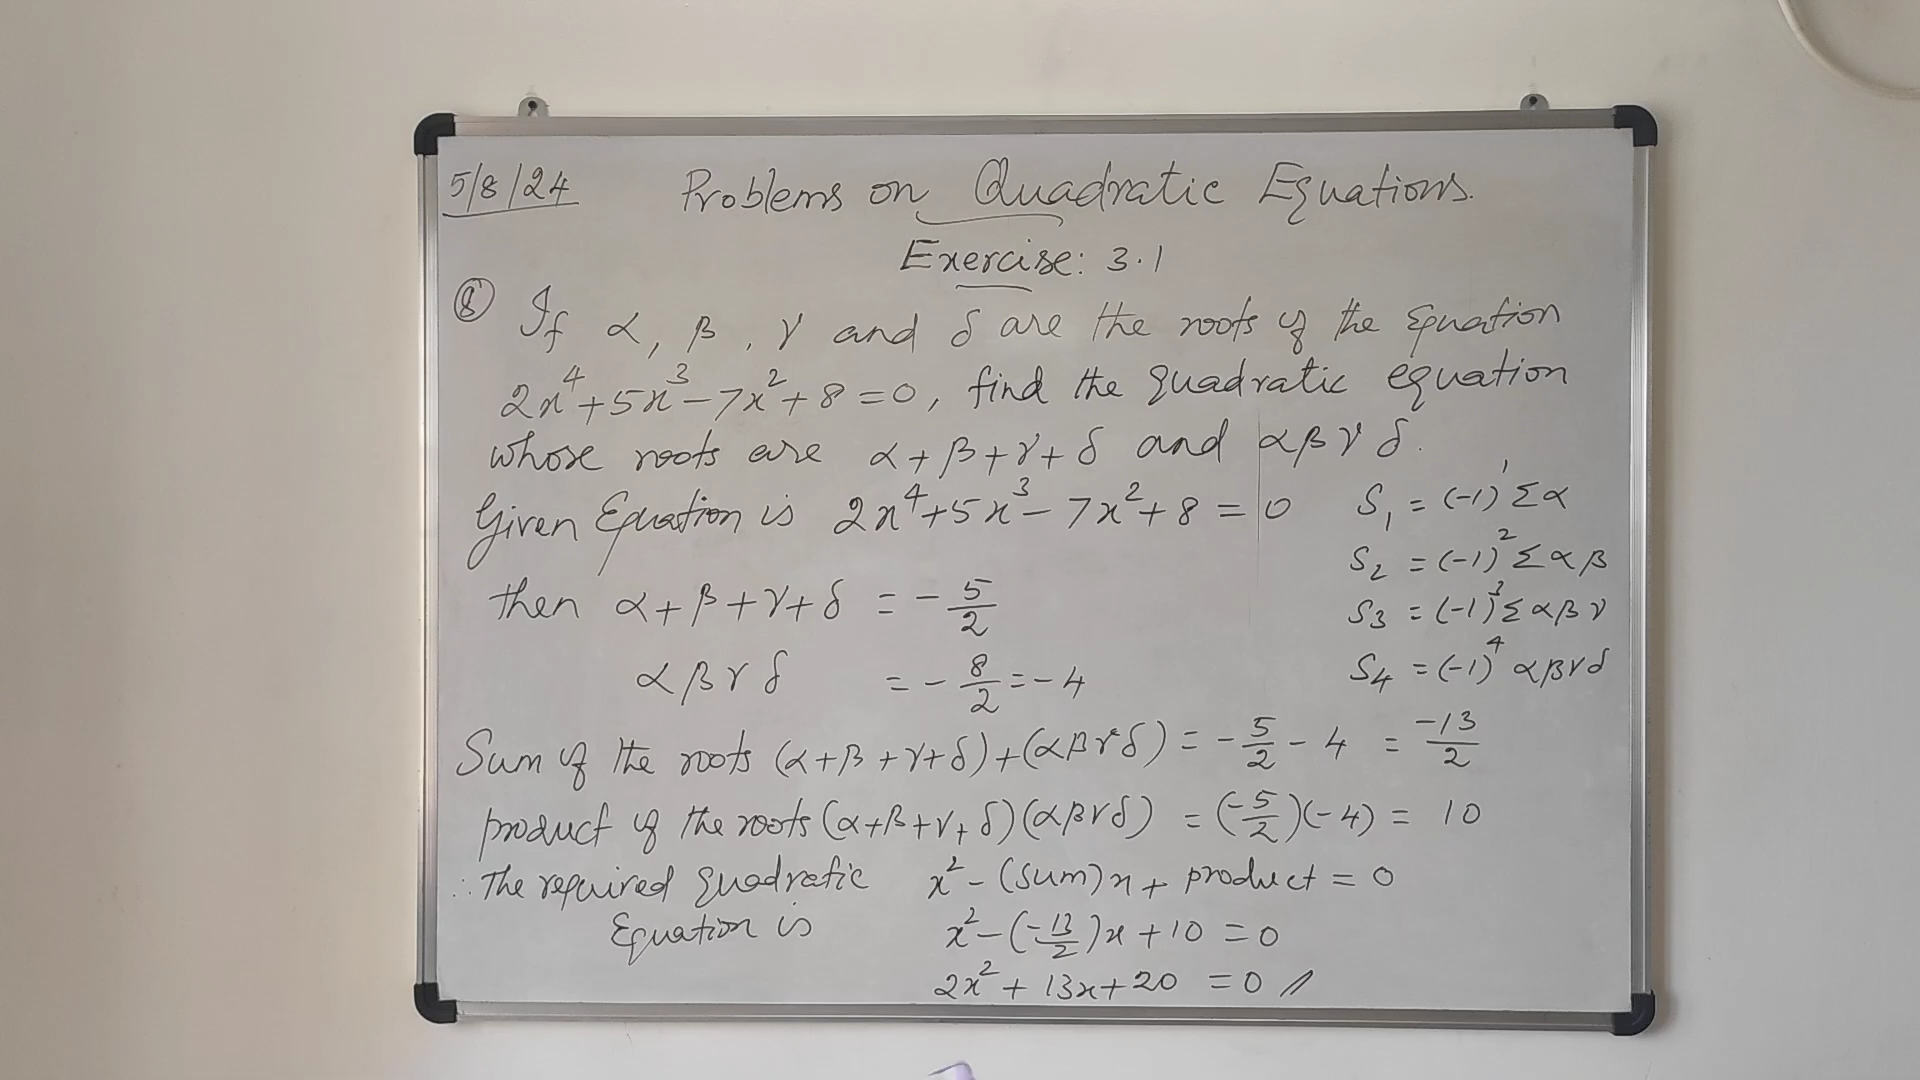 5/8/24 Problems on Quadratic Equations.
Exercise: 3.1
⑧ If α, β, γ and δ are the roots of the Equation
2x⁴+5x³-7x²+8=0, find the quadratic equation
whose roots are α+β+γ+δ and αβγδ.
Given Equation is 2x⁴+5x³-7x²+8=0
S₁ = (-1)¹Σα
S₂ = (-1)²Σαβ
then α+β+γ+δ = -5/2
S₃ = (-1)³Σαβγ
αβγδ = -8/2 = -4
S₄ = (-1)⁴αβγδ
Sum of the roots (α+β+γ+δ)+(αβγδ) = -5/2 - 4 = -13/2
product of the roots (α+β+γ+δ)(αβγδ) = (-5/2)(-4) = 10
∴ The required quadratic x² - (sum)x + product = 0
Equation is x² - (-13/2)x + 10 = 0
2x² + 13x + 20 = 0 //